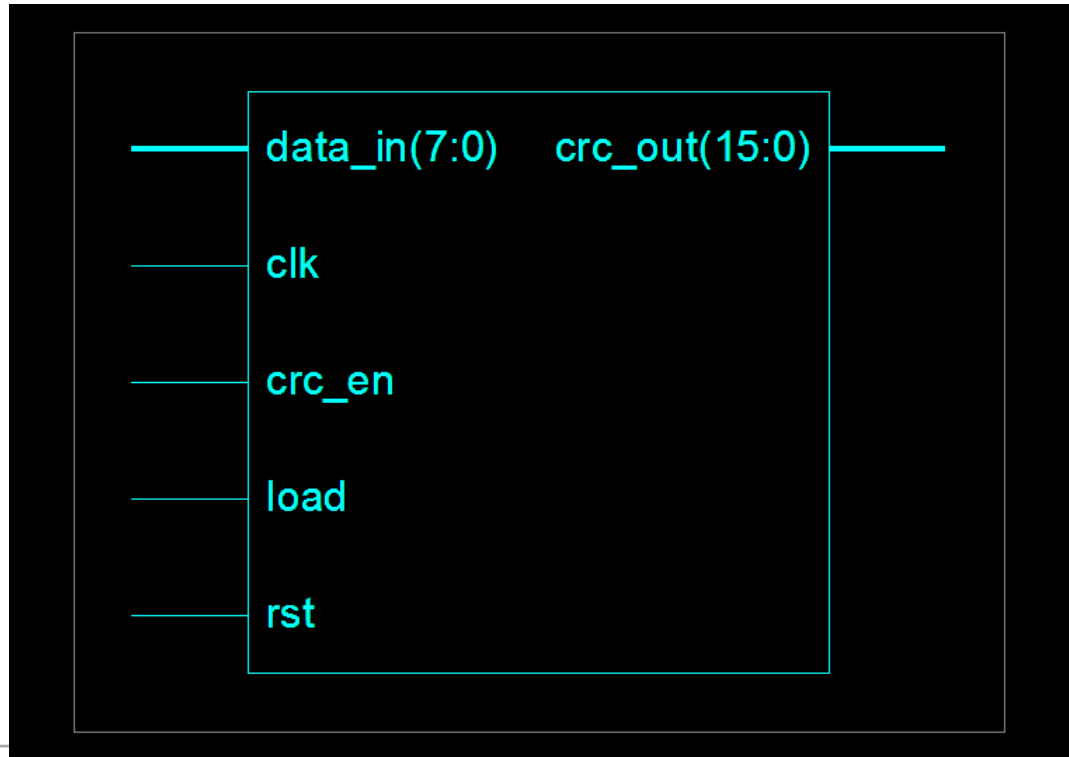 data_in(7:0) crc_out(15:0)
clk
crc_en
load
rst